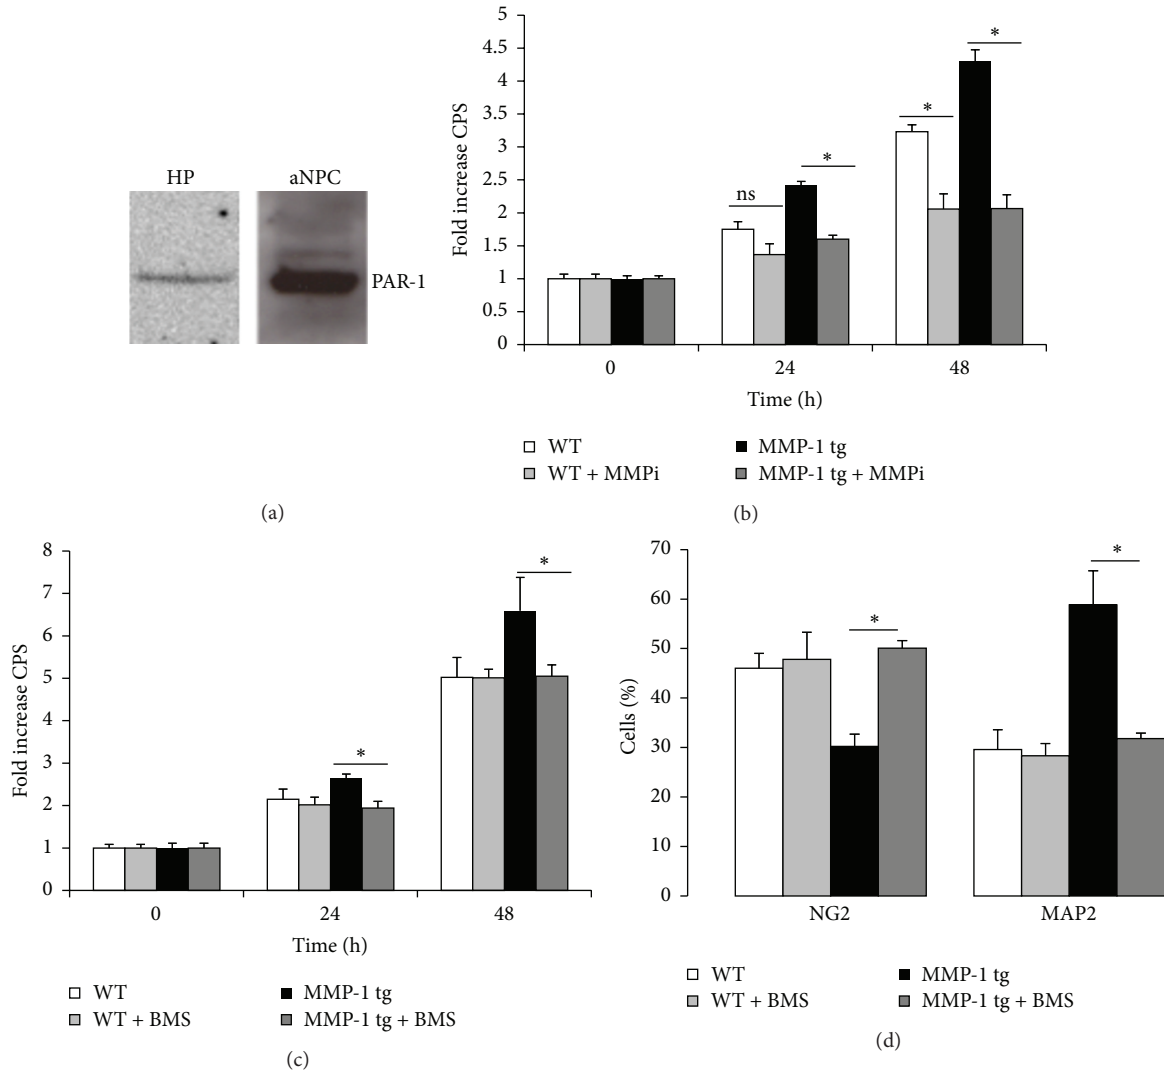 HP aNPC
PAR-1
(a)
Fold increase CPS
5
4.5
4
3.5
3
2.5
2
1.5
1
0.5
0
ns
*
*
*
0 24 48
Time (h)
WT MMP-1 tg
WT + MMPi MMP-1 tg + MMPi
(b)
Fold increase CPS
8
7
6
5
4
3
2
1
0
*
*
0 24 48
Time (h)
WT MMP-1 tg
WT + BMS MMP-1 tg + BMS
(c)
Cells (%)
70
60
50
40
30
20
10
0
*
*
NG2 MAP2
WT MMP-1 tg
WT + BMS MMP-1 tg + BMS
(d)